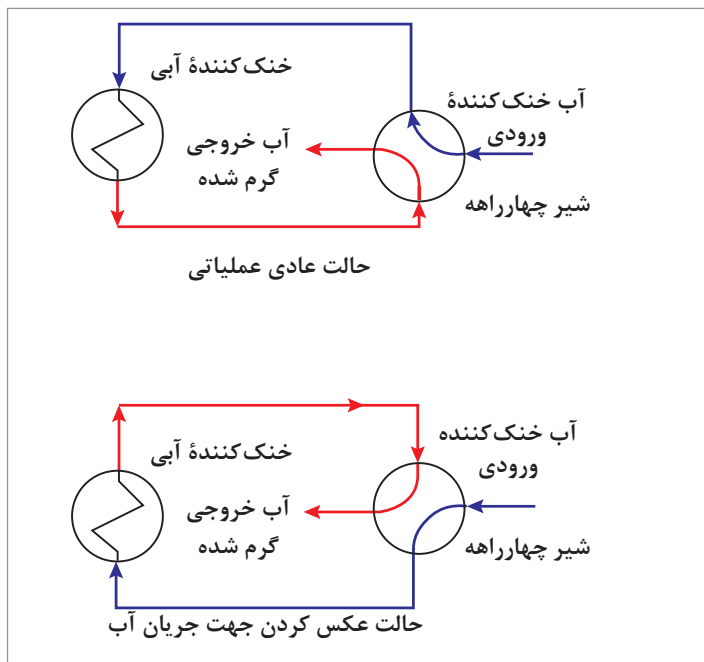 خنک‌کنندهٔ آبی
آب خنک‌کنندهٔ
ورودی
آب خروجی
گرم شده
شیر چهارراهه
حالت عادی عملیاتی
آب خنک‌کننده
ورودی
خنک‌کنندهٔ آبی
آب خروجی
گرم شده
شیر چهارراهه
حالت عکس کردن جهت جریان آب